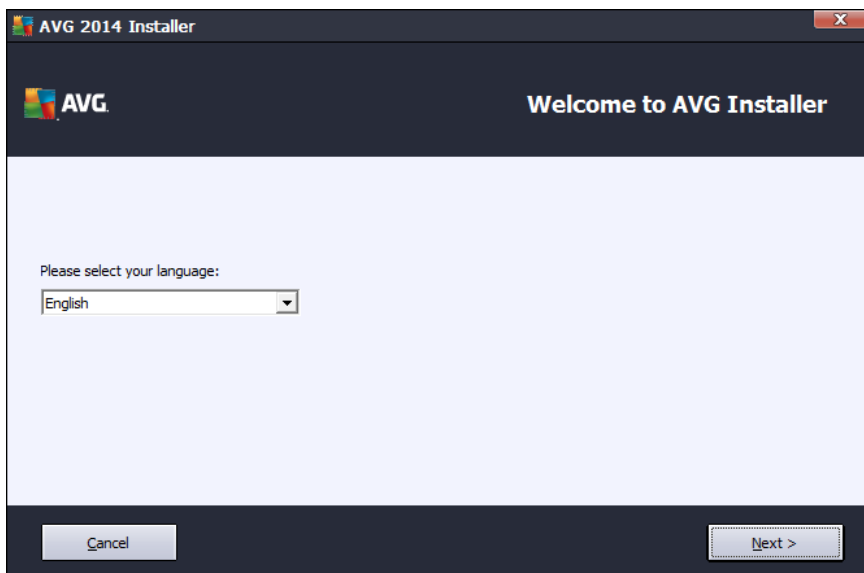 AVG 2014 Installer
X
AVG.
Welcome to AVG Installer
Please select your language:
English
Cancel
Next >